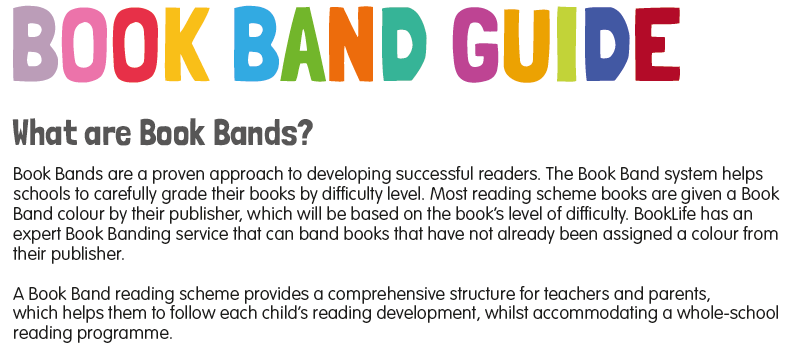 BOOK BAND GUIDE
What are Book Bands?
Book Bands are a proven approach to developing successful readers. The Book Band system helps
schools to carefully grade their books by difficulty level. Most reading scheme books are given a Book
Band colour by their publisher, which will be based on the book's level of difficulty. BookLife has an
expert Book Banding service that can band books that have not already been assigned a colour from
their publisher.
A Book Band reading scheme provides a comprehensive structure for teachers and parents,
which helps them to follow each child's reading development, whilst accommodating a whole-school
reading programme.